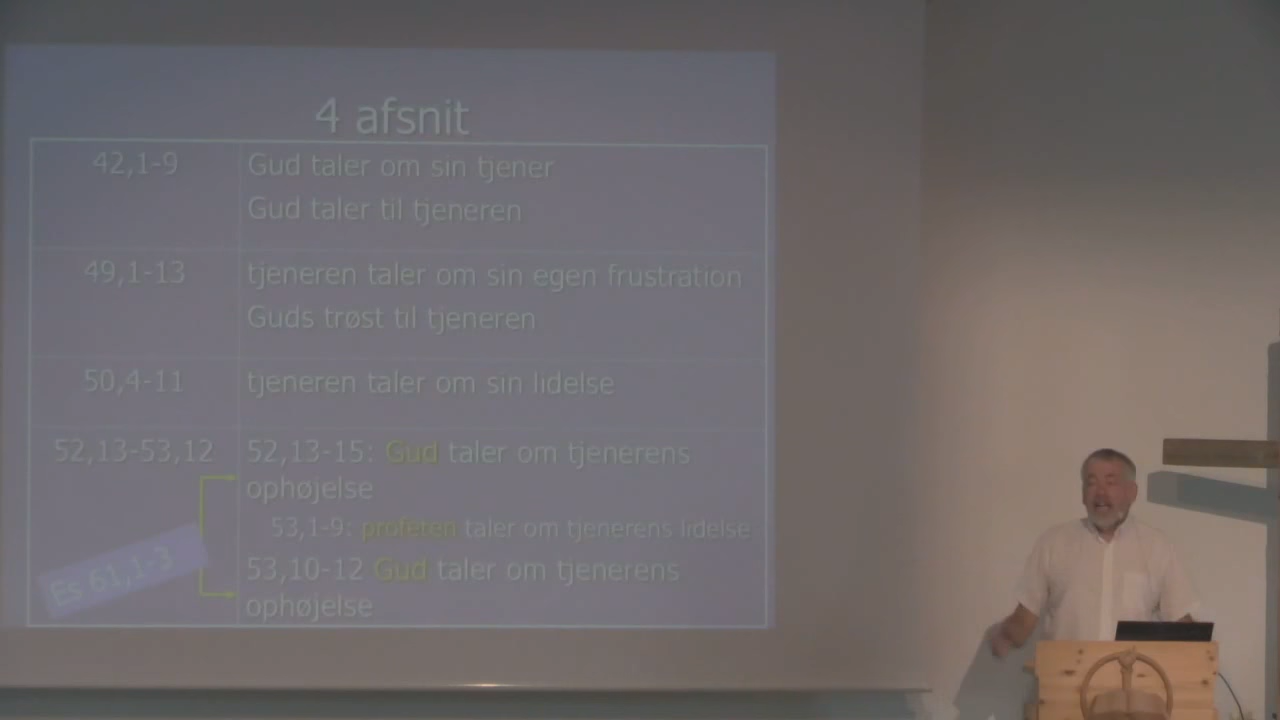 4 afsnit
42,1-9 Gud taler om sin tjener
Gud taler til tjeneren
49,1-13 tjeneren taler om sin egen frustration
Guds trøst til tjeneren
50,4-11 tjeneren taler om sin lidelse
52,13-53,12 52,13-15: Gud taler om tjenerens
ophøjelse
53,1-9: profeten taler om tjenerens lidelse
53,10-12 Gud taler om tjenerens
ophøjelse
Es 61,1-3